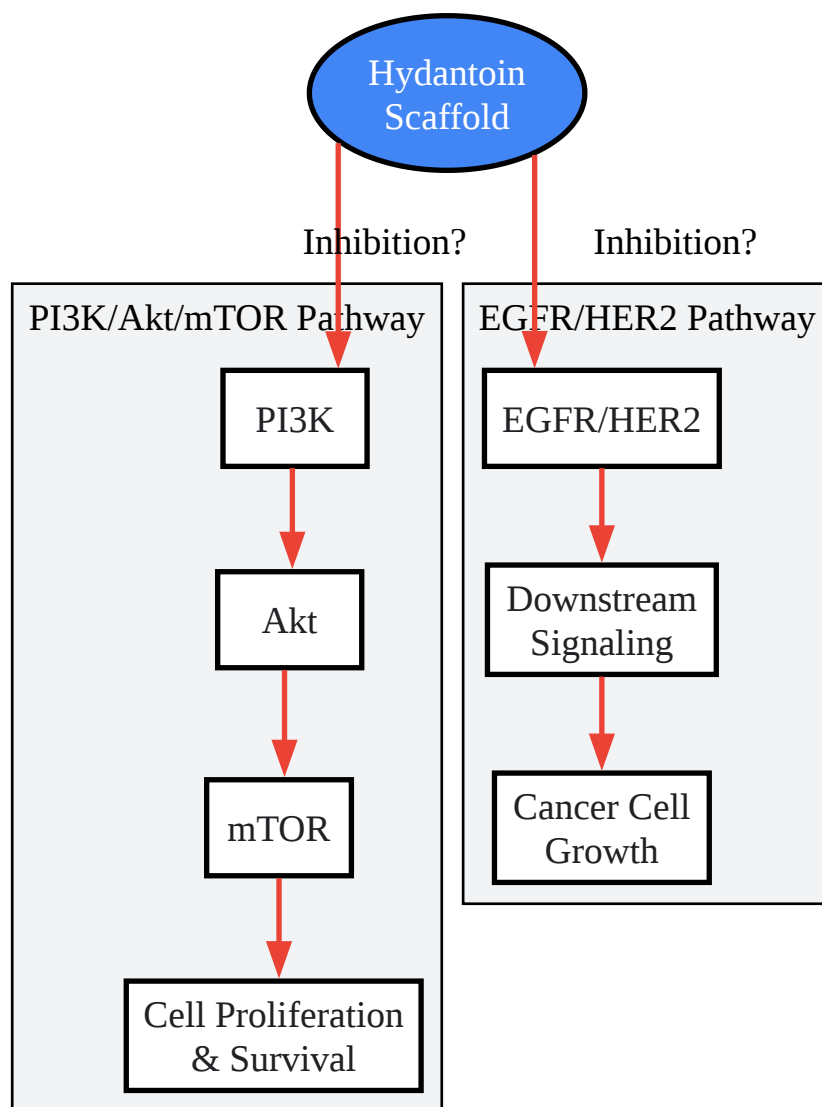 Hydantoin
Scaffold
Inhibition?
Inhibition?
PI3K/Akt/mTOR Pathway
EGFR/HER2 Pathway
PI3K
EGFR/HER2
Akt
Downstream
Signaling
mTOR
Cancer Cell
Growth
Cell Proliferation
& Survival